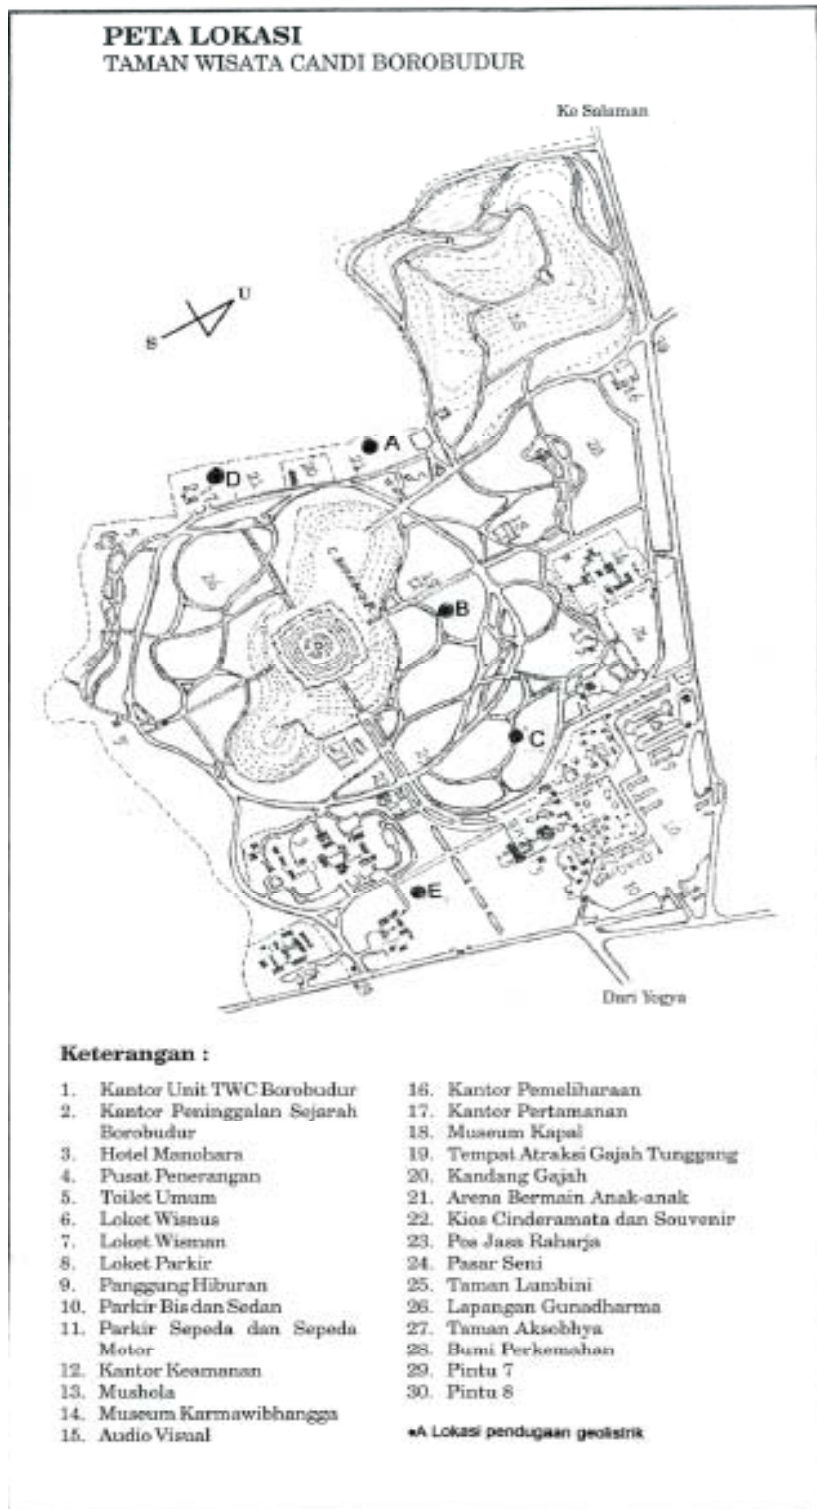 PETA LOKASI
TAMAN WISATA CANDI BOROBUDUR
Ke Salaman
U
S
A
D
B
C
E
Dari Yogya
Keterangan :
1. Kantor Unit TWC Borobudur
2. Kantor Peninggalan Sejarah
Borobudur
3. Hotel Manohara
4. Pusat Penerangan
5. Toilet Umum
6. Loket Wisnus
7. Loket Wisman
8. Loket Parkir
9. Panggung Hiburan
10. Parkir Bis dan Sedan
11. Parkir Sepeda dan Sepeda
Motor
12. Kantor Keamanan
13. Mushola
14. Museum Karmawibhangga
15. Audio Visual
16. Kantor Pemeliharaan
17. Kantor Pertamanan
18. Museum Kapal
19. Tempat Atraksi Gajah Tunggang
20. Kandang Gajah
21. Arena Bermain Anak-anak
22. Kios Cinderamata dan Souvenir
23. Pos Jasa Raharja
24. Pasar Seni
25. Taman Lumbini
26. Lapangan Gunadharma
27. Taman Aksobhya
28. Bumi Perkemahan
29. Pintu 7
30. Pintu 8
●A Lokasi pendugaan geolistrik